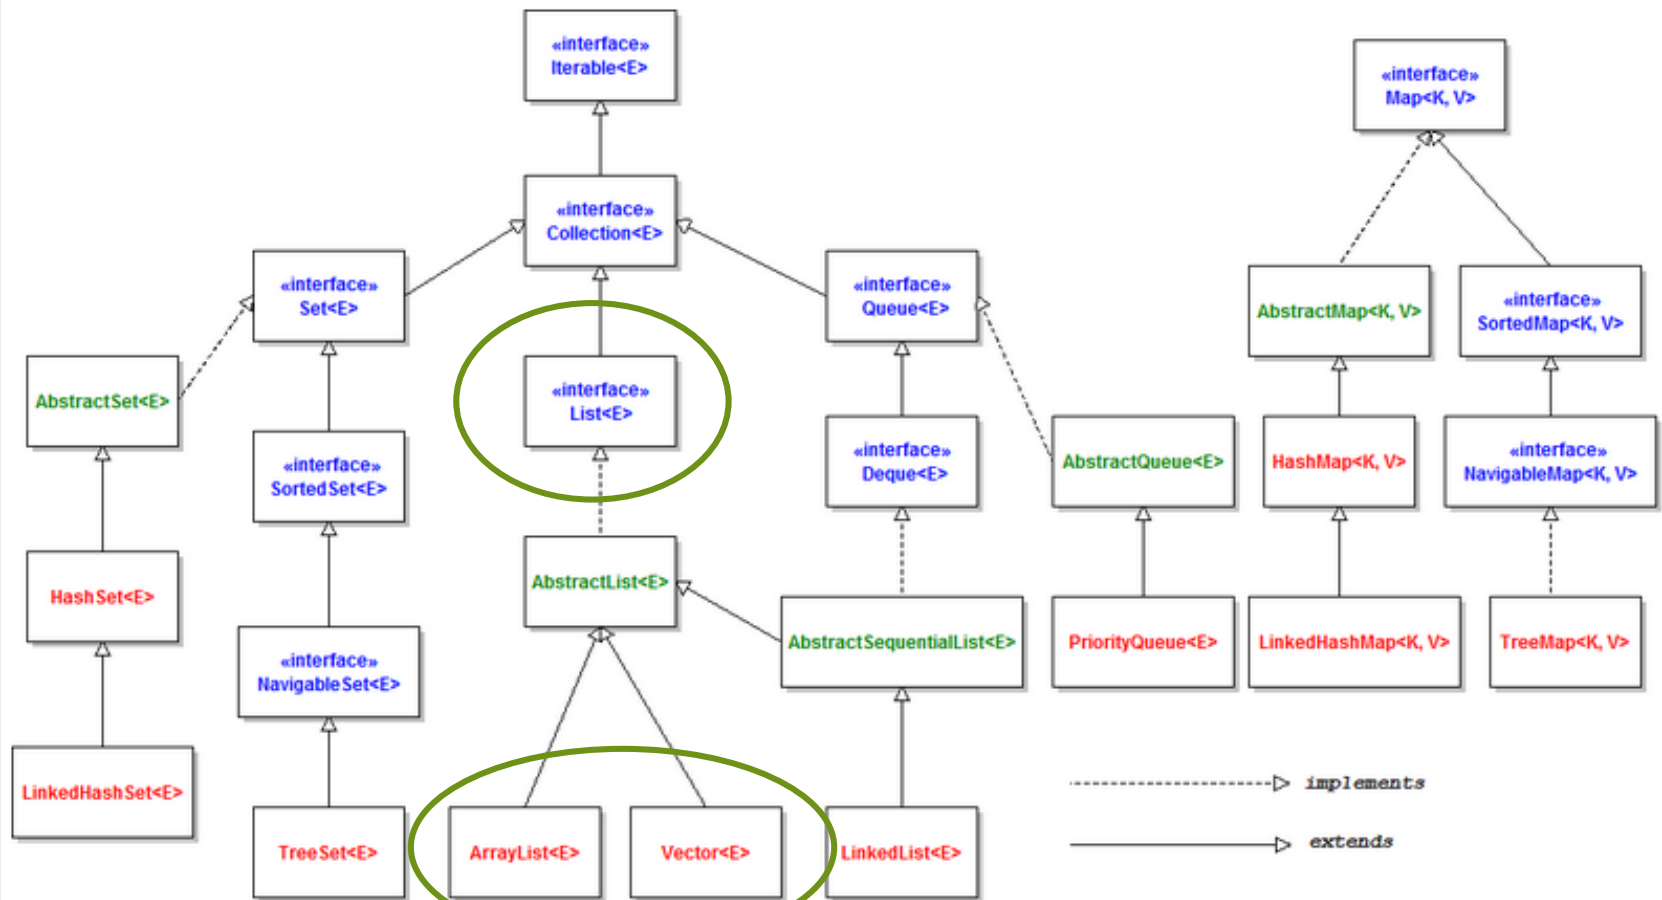 «interface»
Iterable<E>
«interface»
Map<K, V>
«interface»
Collection<E>
«interface»
Set<E>
«interface»
Queue<E>
AbstractMap<K, V>
«interface»
SortedMap<K, V>
AbstractSet<E>
«interface»
List<E>
«interface»
SortedSet<E>
«interface»
Deque<E>
AbstractQueue<E>
HashMap<K, V>
«interface»
NavigableMap<K, V>
HashSet<E>
AbstractList<E>
«interface»
NavigableSet<E>
AbstractSequentialList<E>
PriorityQueue<E>
LinkedHashMap<K, V>
TreeMap<K, V>
LinkedHashSet<E>
implements
extends
TreeSet<E>
ArrayList<E>
Vector<E>
LinkedList<E>